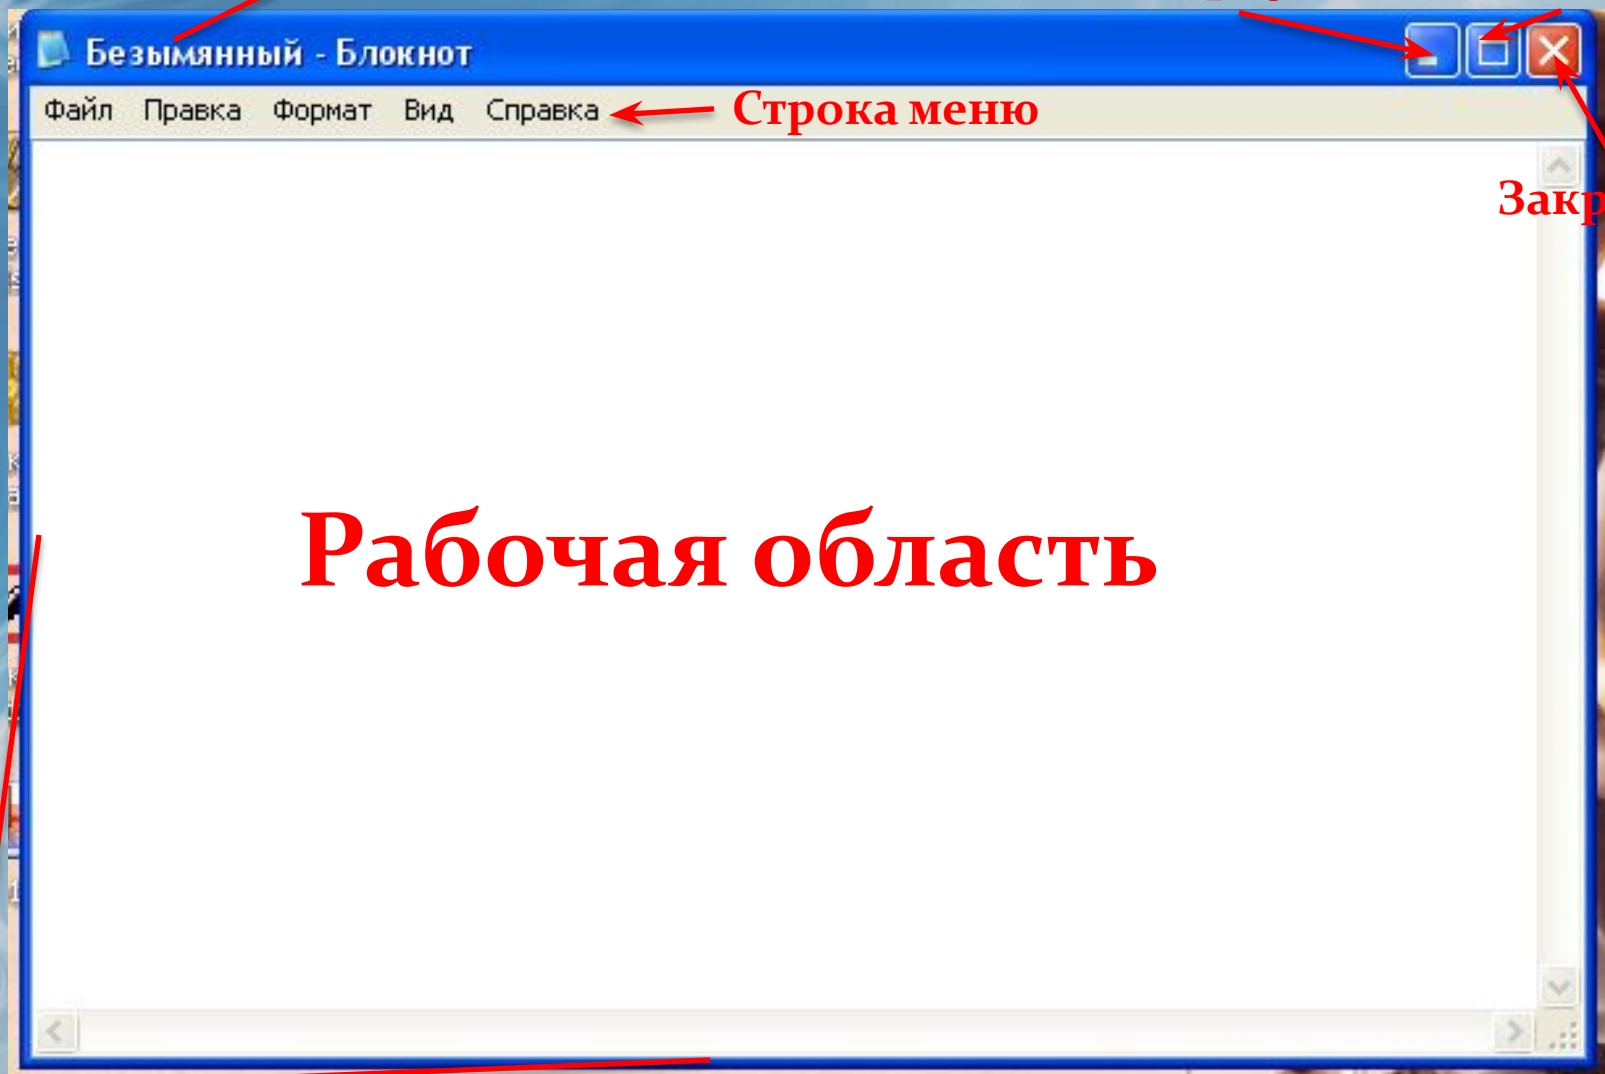 Безымянный - Блокнот
Файл Правка Формат Вид Справка
Строка меню
Закр
Рабочая область